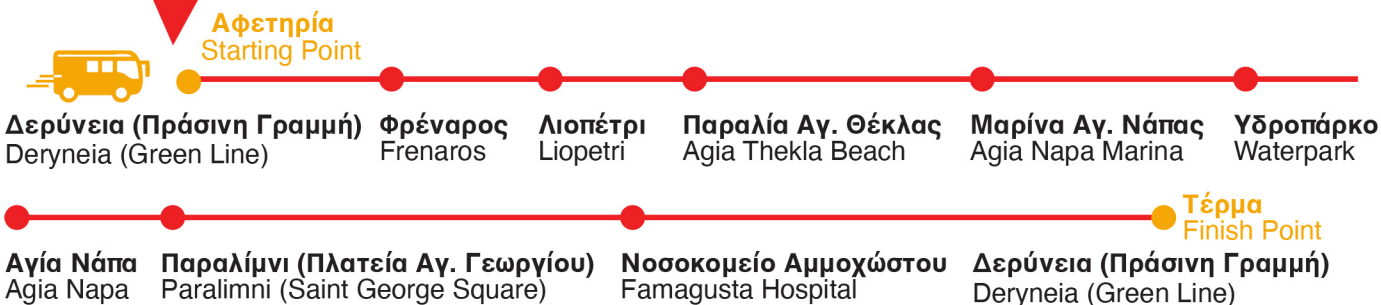 Αφετηρία
Starting Point
Δερύνεια (Πράσινη Γραμμή)
Deryneia (Green Line)
Φρέναρος
Frenaros
Λιοπέτρι
Liopetri
Παραλία Αγ. Θέκλας
Agia Thekla Beach
Μαρίνα Αγ. Νάπας
Agia Napa Marina
Υδροπάρκο
Waterpark
Τέρμα
Finish Point
Αγία Νάπα
Agia Napa
Παραλίμνι (Πλατεία Αγ. Γεωργίου)
Paralimni (Saint George Square)
Νοσοκομείο Αμμοχώστου
Famagusta Hospital
Δερύνεια (Πράσινη Γραμμή)
Deryneia (Green Line)